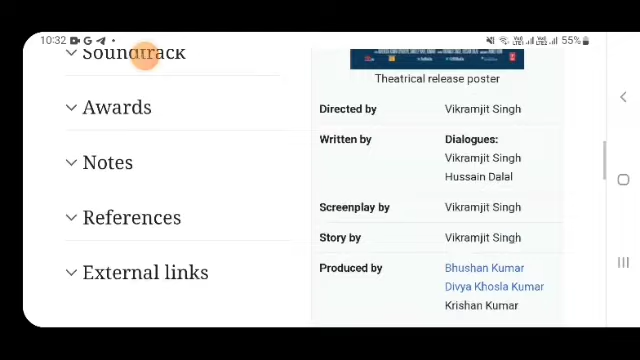 10:32
55%
Soundtrack
Awards
Notes
References
External links
Theatrical release poster
Directed by Vikramjit Singh
Written by Dialogues:
Vikramjit Singh
Hussain Dalal
Screenplay by Vikramjit Singh
Story by Vikramjit Singh
Produced by Bhushan Kumar
Divya Khosla Kumar
Krishan Kumar